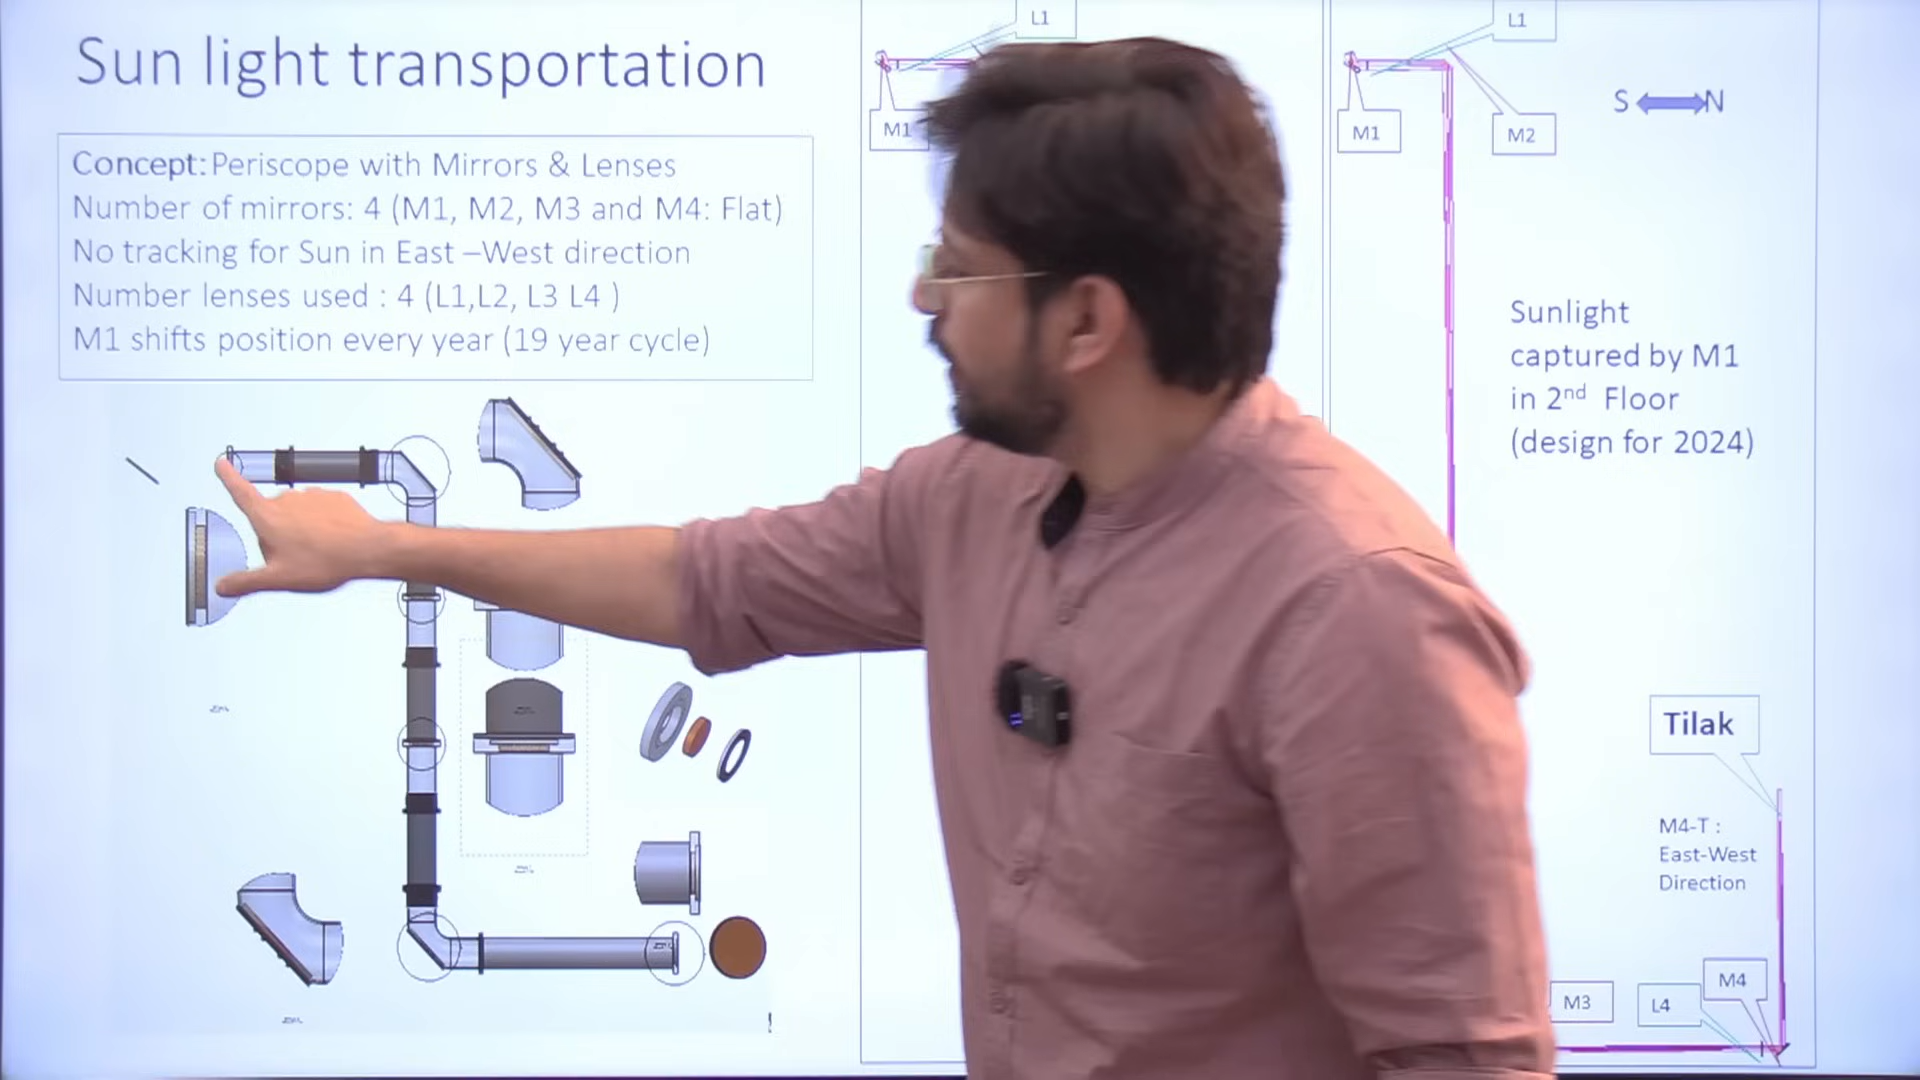 Sun light transportation
Concept: Periscope with Mirrors & Lenses
Number of mirrors: 4 (M1, M2, M3 and M4: Flat)
No tracking for Sun in East –West direction
Number lenses used : 4 (L1,L2, L3 L4 )
M1 shifts position every year (19 year cycle)
L1
M1
L1
M1
M2
S
N
Sunlight
captured by M1
in 2nd Floor
(design for 2024)
Tilak
M4-T :
East-West
Direction
M4
M3
L4